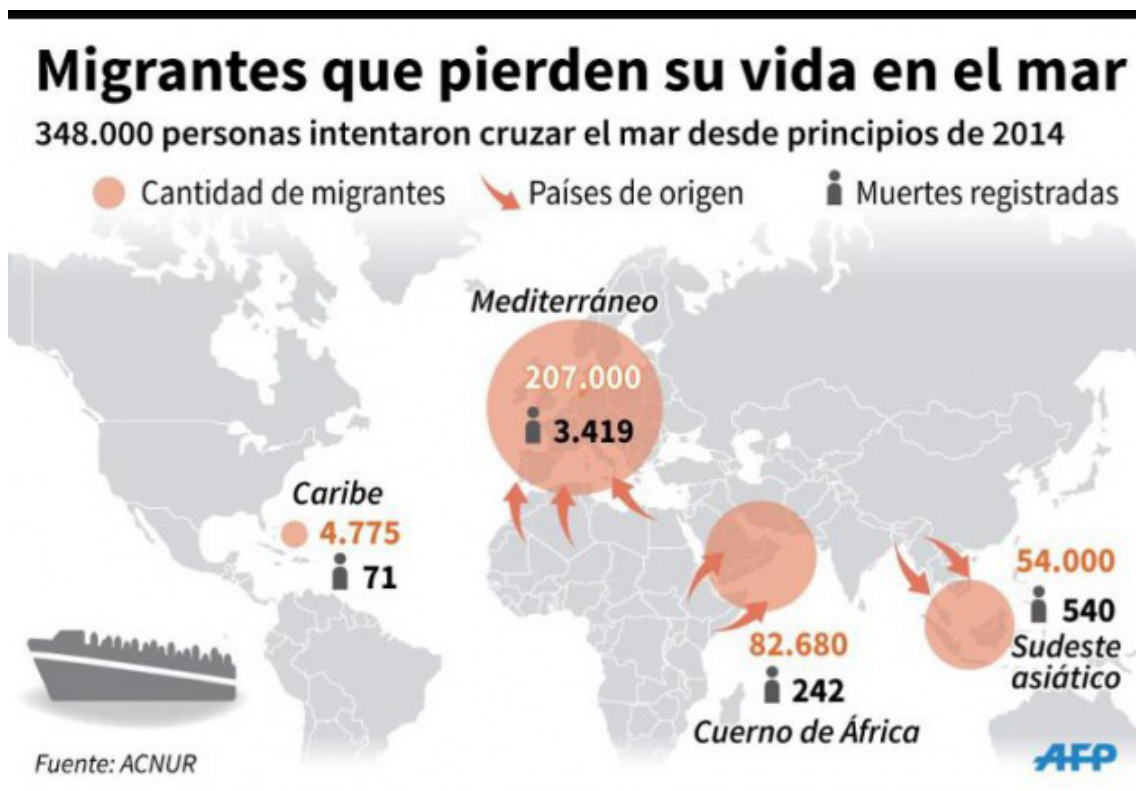 Migrantes que pierden su vida en el mar
348.000 personas intentaron cruzar el mar desde principios de 2014
Cantidad de migrantes
Países de origen
Muertes registradas
Mediterráneo
207.000
3.419
Caribe
4.775
71
54.000
540
Sudeste
asiático
82.680
242
Cuerno de África
Fuente: ACNUR
AFP